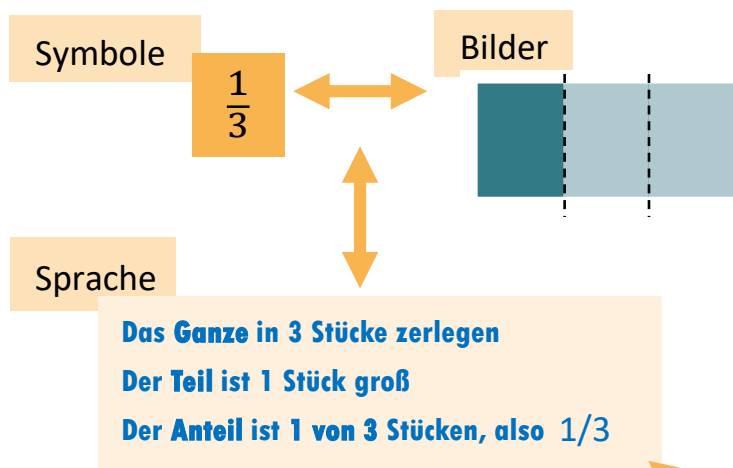 Symbole
1/3
Bilder
Sprache
Das Ganze in 3 Stücke zerlegen
Der Teil ist 1 Stück groß
Der Anteil ist 1 von 3 Stücken, also 1/3